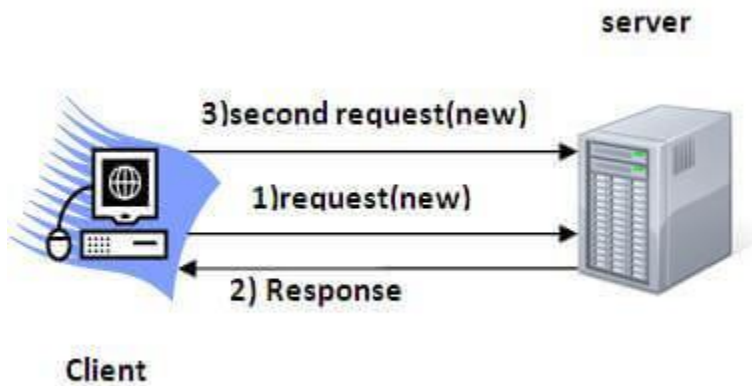 server
3)second request(new)
1)request(new)
2) Response
Client